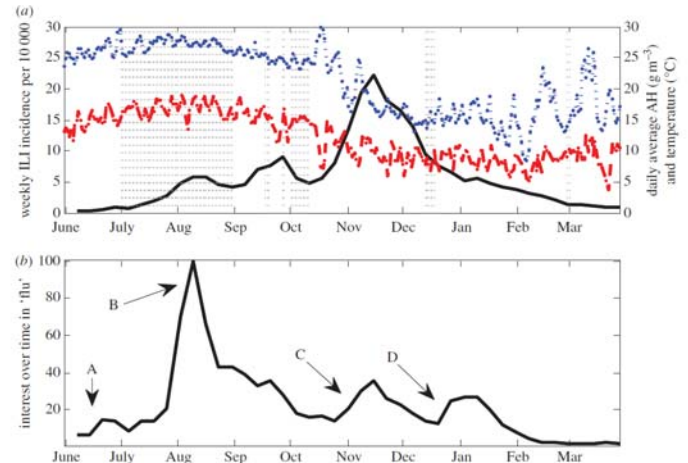 (a)
30
25
20
15
10
5
0
weekly ILI incidence per 10 000
30
25
20
15
10
5
0
daily average AH (g m⁻³)
and temperature (°C)
June July Aug Sep Oct Nov Dec Jan Feb Mar
(b)
100
80
60
40
20
interest over time in 'flu'
A
B
C
D
June July Aug Sep Oct Nov Dec Jan Feb Mar